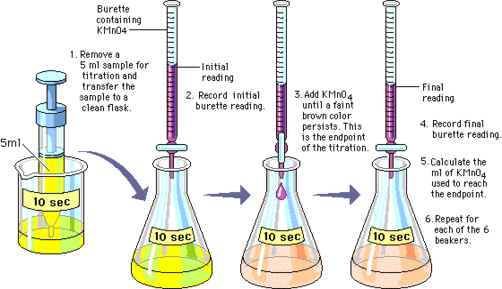 Burette
containing
KMnO4
1. Remove a
5 ml sample for
titration and
transfer the
sample to a
clean flask.
5ml
10 sec
Initial
reading
2. Record initial
burette reading.
10 sec
3. Add KMnO4
until a faint
brown color
persists. This
is the endpoint
of the titration.
10 sec
Final
reading
4. Record final
burette reading.
5. Calculate the
ml of KMnO4
used to reach
the endpoint.
6. Repeat for
each of the 6
beakers.
10 sec